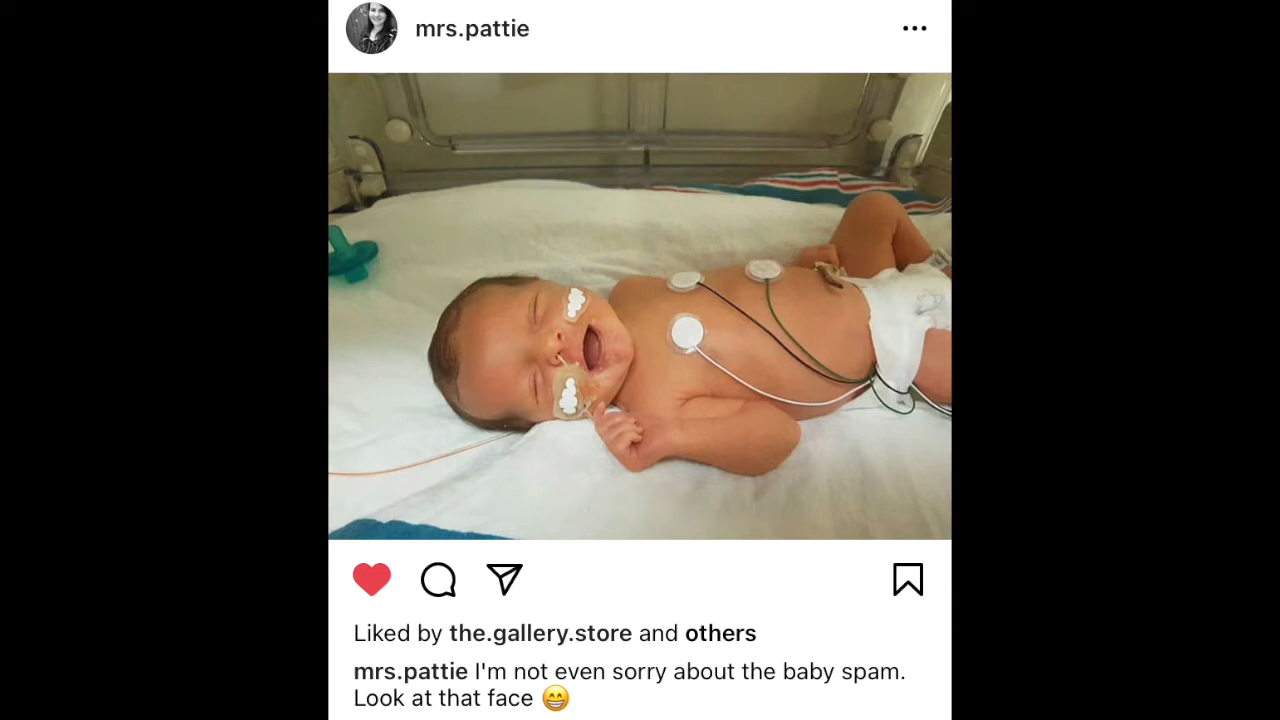 mrs.pattie
Liked by the.gallery.store and others
mrs.pattie I'm not even sorry about the baby spam.
Look at that face 😁